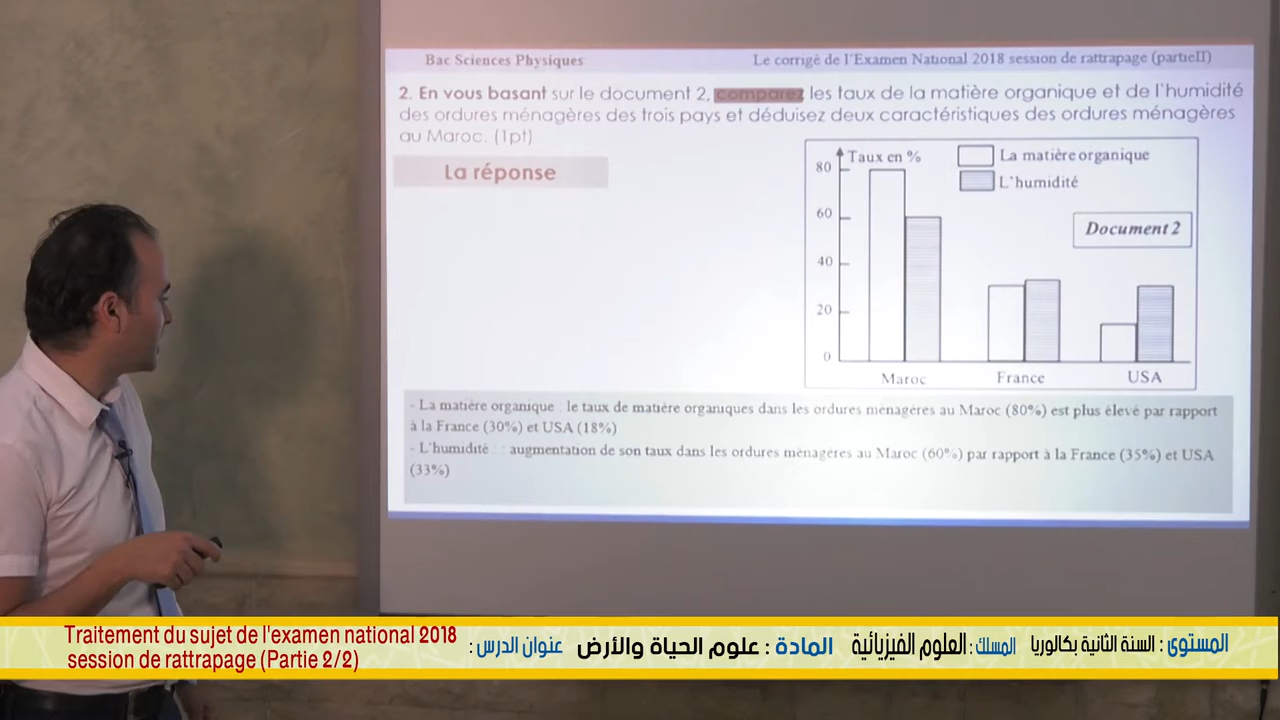 Bac Sciences Physiques
Le corrigé de l'Examen National 2018 session de rattrapage (partieII)
2. En vous basant sur le document 2, comparez les taux de la matière organique et de l'humidité
des ordures ménagères des trois pays et déduisez deux caractéristiques des ordures ménagères
au Maroc. (1pt)
La réponse
Taux en %
La matière organique
L'humidité
Document 2
80
60
40
20
0
Maroc
France
USA
- La matière organique : le taux de matière organiques dans les ordures ménagères au Maroc (80%) est plus élevé par rapport
à la France (30%) et USA (18%)
- L'humidité : : augmentation de son taux dans les ordures ménagères au Maroc (60%) par rapport à la France (35%) et USA
(33%)
المستوى : السنة الثانية بكالوريا المسلك : العلوم الفيزيائية المادة : علوم الحياة والأرض عنوان الدرس :
Traitement du sujet de l'examen national 2018
session de rattrapage (Partie 2/2)